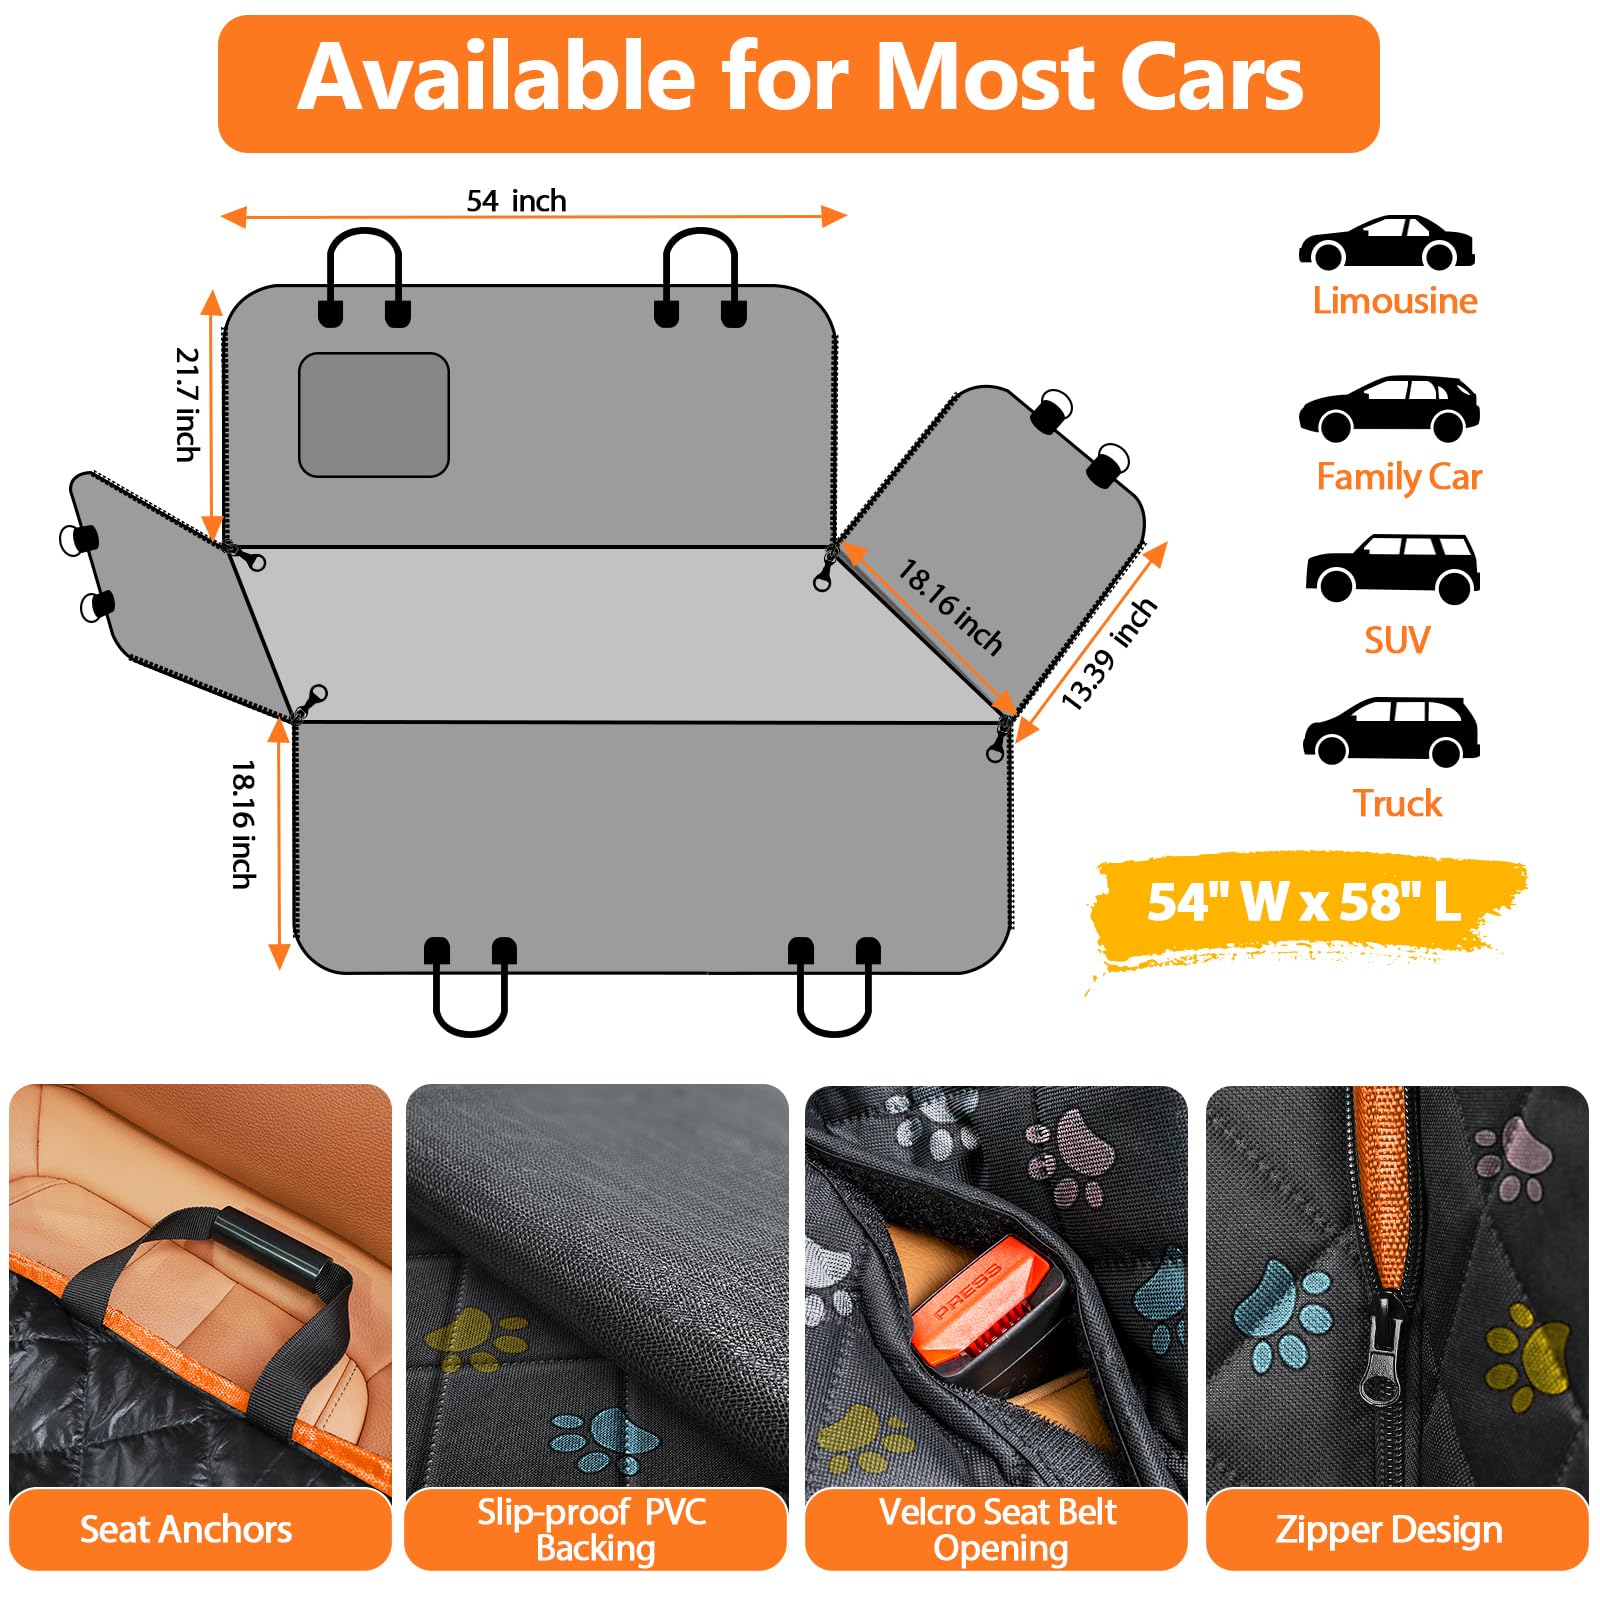 Available for Most Cars
54 inch
21.7 inch
18.16 inch
13.39 inch
18.16 inch
Limousine
Family Car
SUV
Truck
54" W x 58" L
PRESS
Seat Anchors
Slip-proof PVC
Backing
Velcro Seat Belt
Opening
Zipper Design